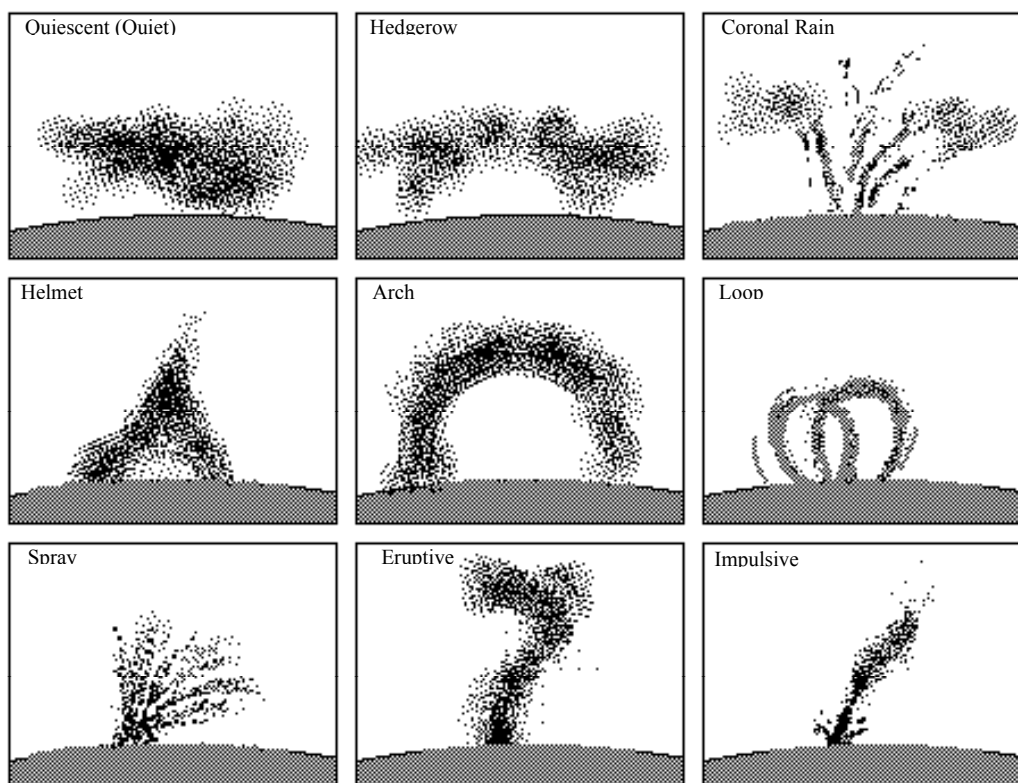 Quiescent (Quiet)
Hedgerow
Coronal Rain
Helmet
Arch
Loop
Spray
Eruptive
Impulsive